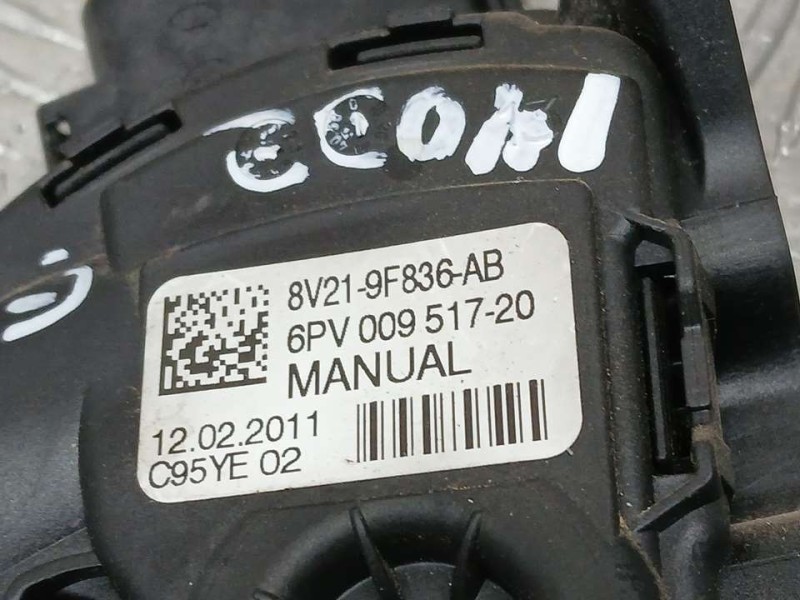 8V21-9F836-AB
6PV 009 517-20
MANUAL
12.02.2011
C95YE 02